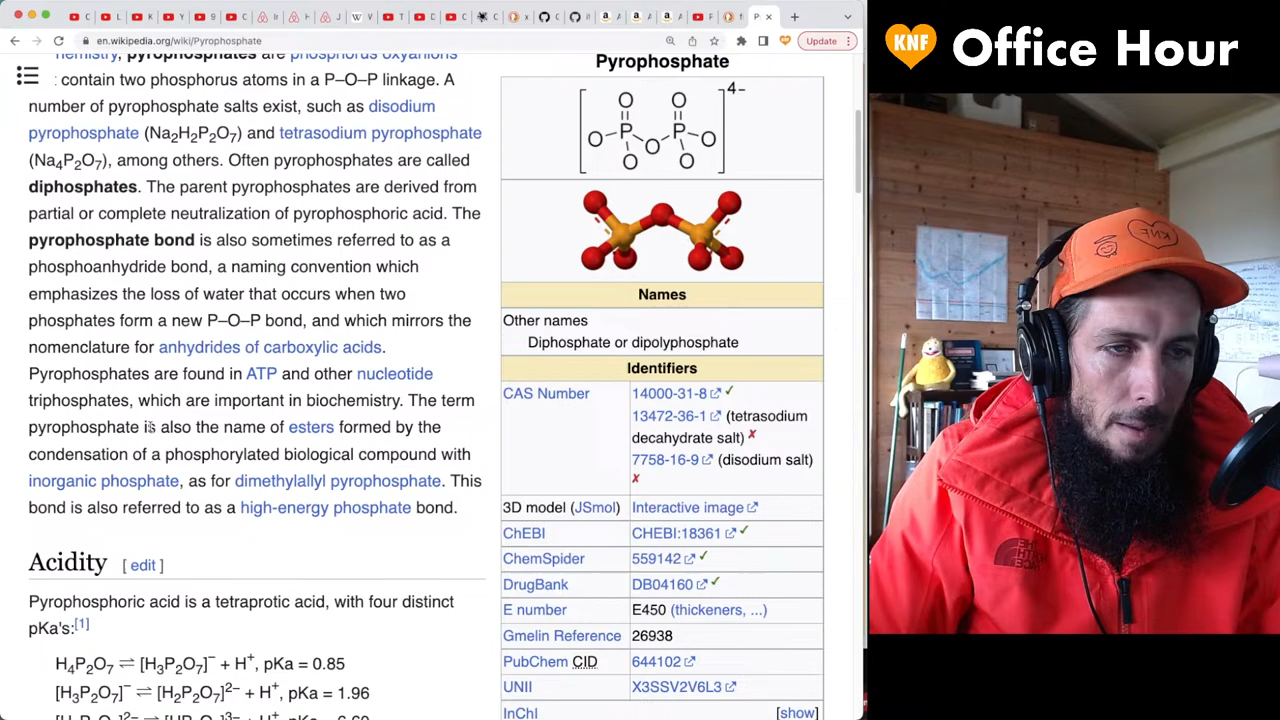 en.wikipedia.org/wiki/Pyrophosphate
Update
chemistry, pyrophosphates are phosphorus oxyanions
contain two phosphorus atoms in a P–O–P linkage. A
number of pyrophosphate salts exist, such as disodium
pyrophosphate (Na2H2P2O7) and tetrasodium pyrophosphate
(Na4P2O7), among others. Often pyrophosphates are called
diphosphates. The parent pyrophosphates are derived from
partial or complete neutralization of pyrophosphoric acid. The
pyrophosphate bond is also sometimes referred to as a
phosphoanhydride bond, a naming convention which
emphasizes the loss of water that occurs when two
phosphates form a new P–O–P bond, and which mirrors the
nomenclature for anhydrides of carboxylic acids.
Pyrophosphates are found in ATP and other nucleotide
triphosphates, which are important in biochemistry. The term
pyrophosphate is also the name of esters formed by the
condensation of a phosphorylated biological compound with
inorganic phosphate, as for dimethylallyl pyrophosphate. This
bond is also referred to as a high-energy phosphate bond.
Acidity [ edit ]
Pyrophosphoric acid is a tetraprotic acid, with four distinct
pKa's:[1]
H4P2O7 ⇌ [H3P2O7]− + H+, pKa = 0.85
[H3P2O7]− ⇌ [H2P2O7]2− + H+, pKa = 1.96
Pyrophosphate
4−
O O
O P P O
O O O
Names
Other names
Diphosphate or dipolyphosphate
Identifiers
CAS Number 14000-31-8 ✓
13472-36-1 (tetrasodium
decahydrate salt) ✗
7758-16-9 (disodium salt)
✗
3D model (JSmol) Interactive image
ChEBI CHEBI:18361 ✓
ChemSpider 559142 ✓
DrugBank DB04160 ✓
E number E450 (thickeners, ...)
Gmelin Reference 26938
PubChem CID 644102
UNII X3SSV2V6L3
InChI [show]
KNF Office Hour
KNF
THE
NORTH
FACE